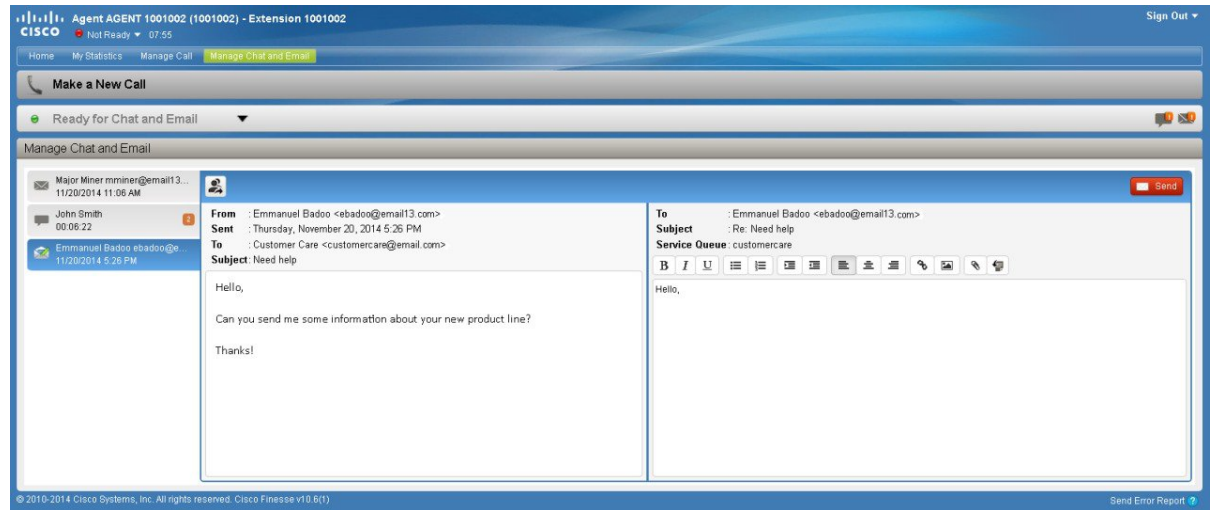 Agent AGENT 1001002 (1001002) - Extension 1001002
Sign Out
CISCO
Not Ready 07:55
Home My Statistics Manage Call Manage Chat and Email
Make a New Call
Ready for Chat and Email
Manage Chat and Email
Major Miner mminer@email13...
11/20/2014 11:06 AM
John Smith
00:06:22
2
Emmanuel Badoo ebadoo@e...
11/20/2014 5:26 PM
Send
From : Emmanuel Badoo <ebadoo@email13.com>
Sent : Thursday, November 20, 2014 5:26 PM
To : Customer Care <customercare@email.com>
Subject: Need help
Hello,
Can you send me some information about your new product line?
Thanks!
To : Emmanuel Badoo <ebadoo@email13.com>
Subject : Re: Need help
Service Queue: customercare
B I U
Hello,
© 2010-2014 Cisco Systems, Inc. All rights reserved. Cisco Finesse v10.6(1)
Send Error Report ?